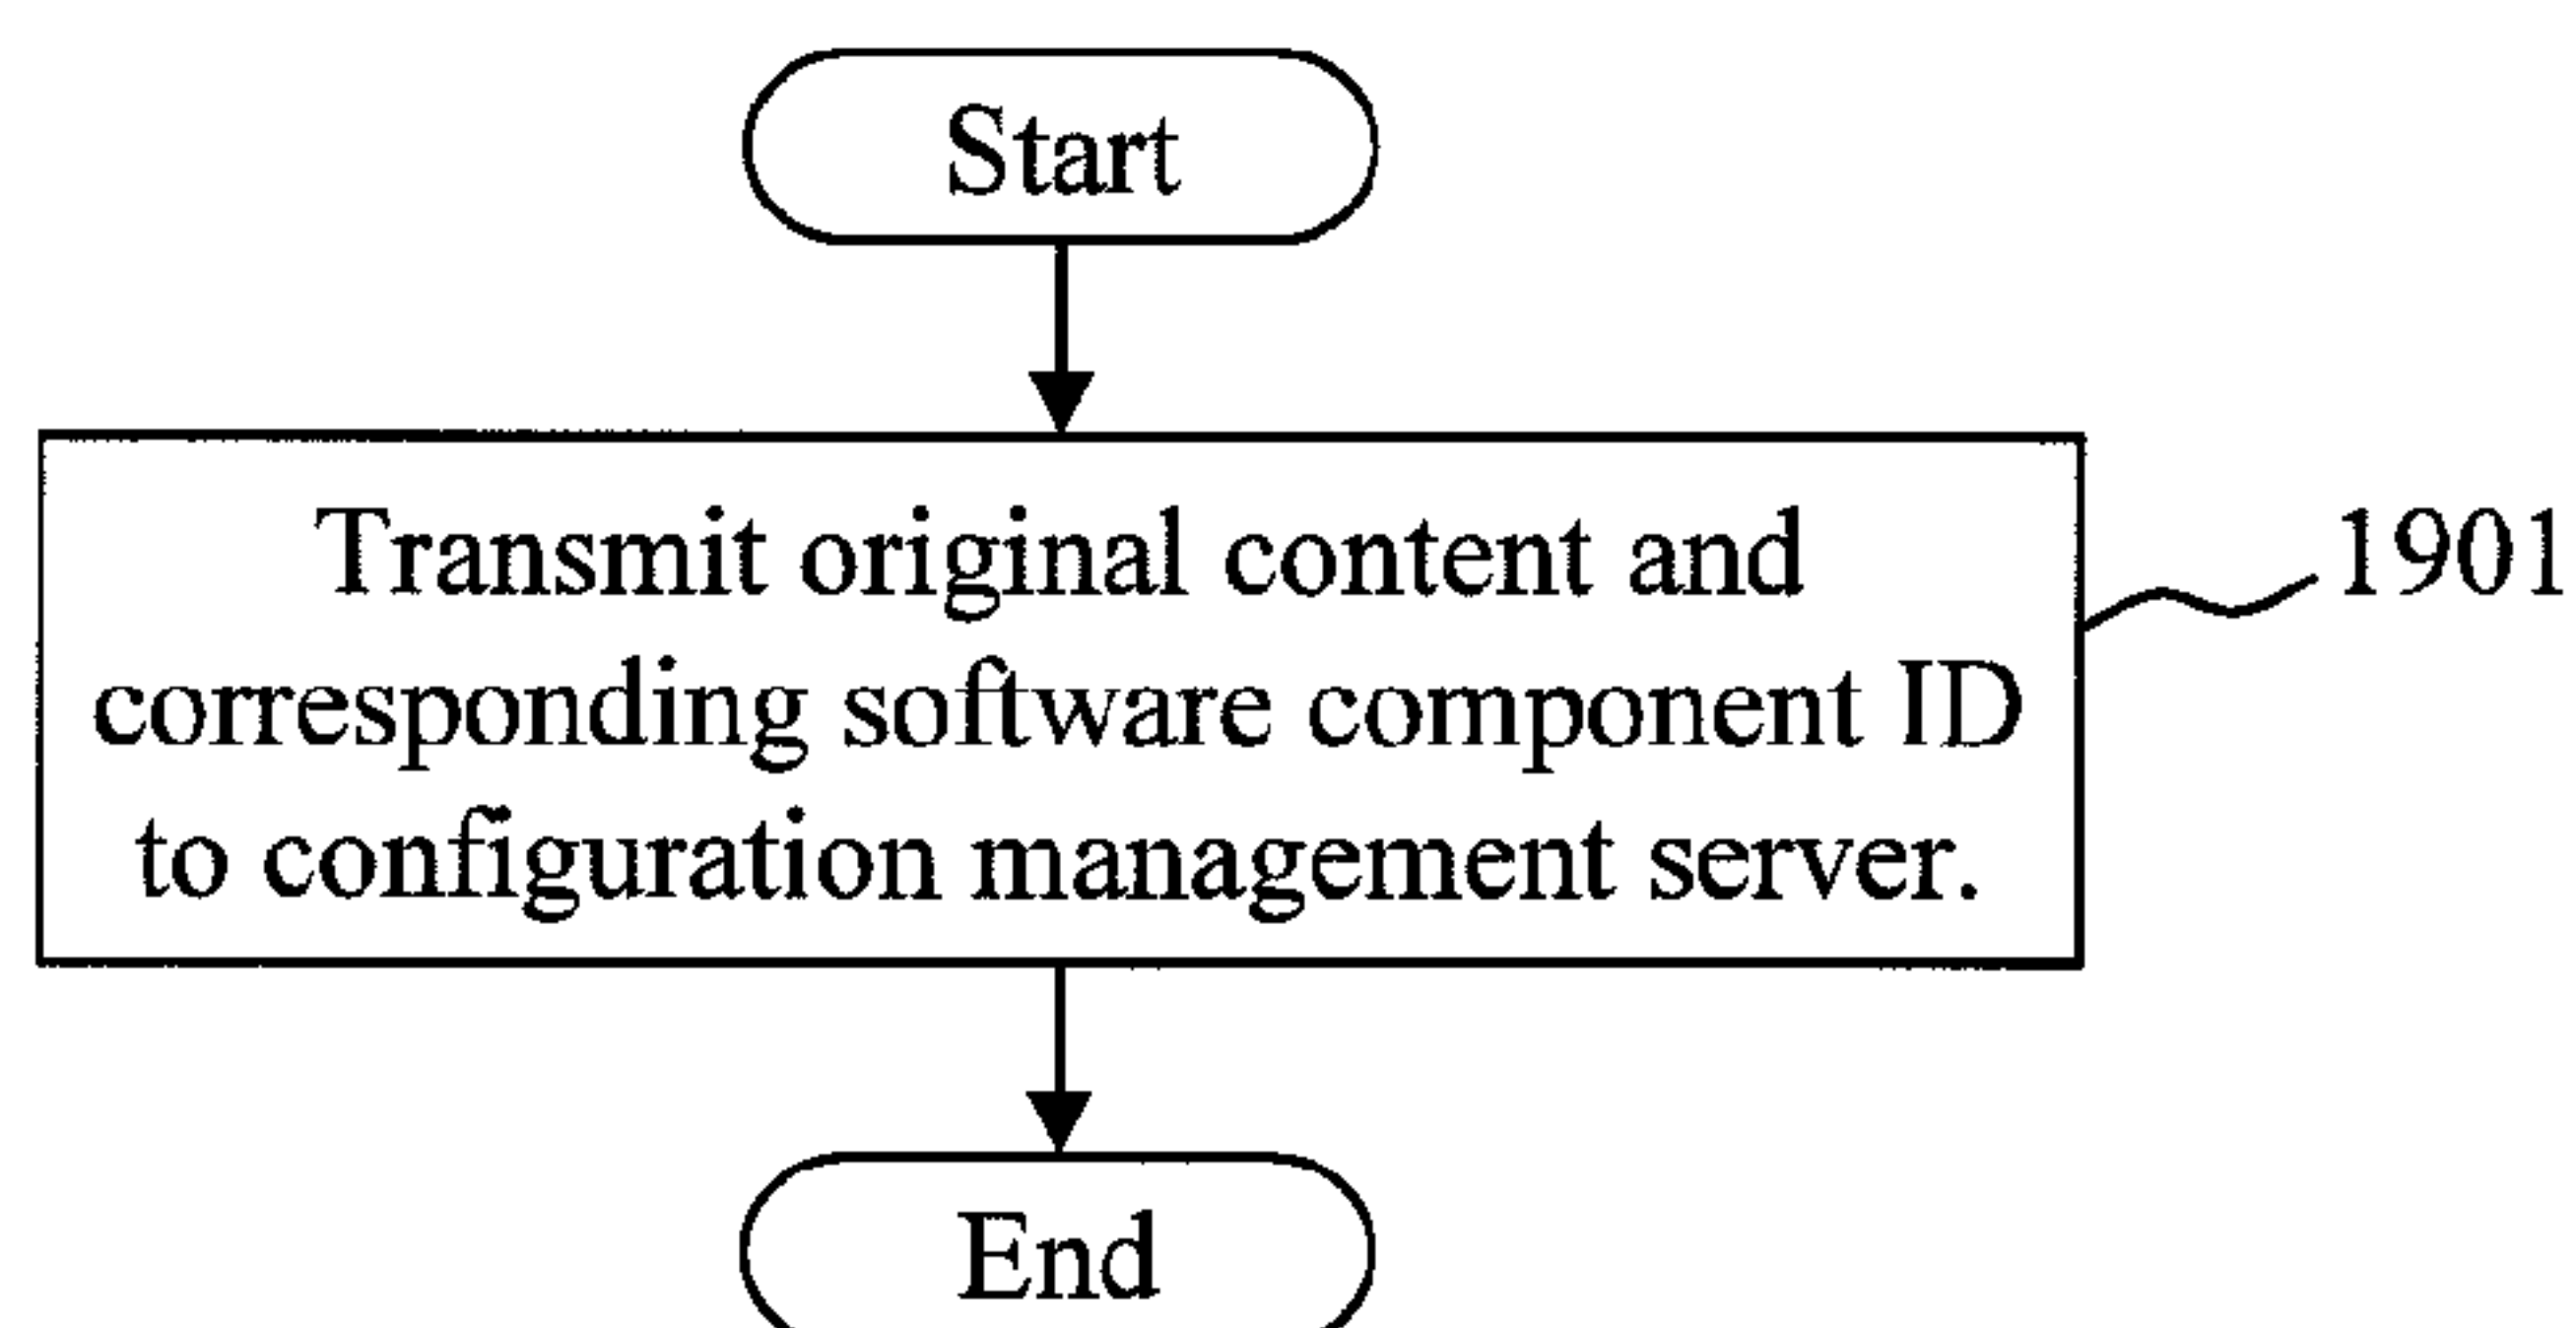 Start
Transmit original content and
corresponding software component ID
to configuration management server.
1901
End